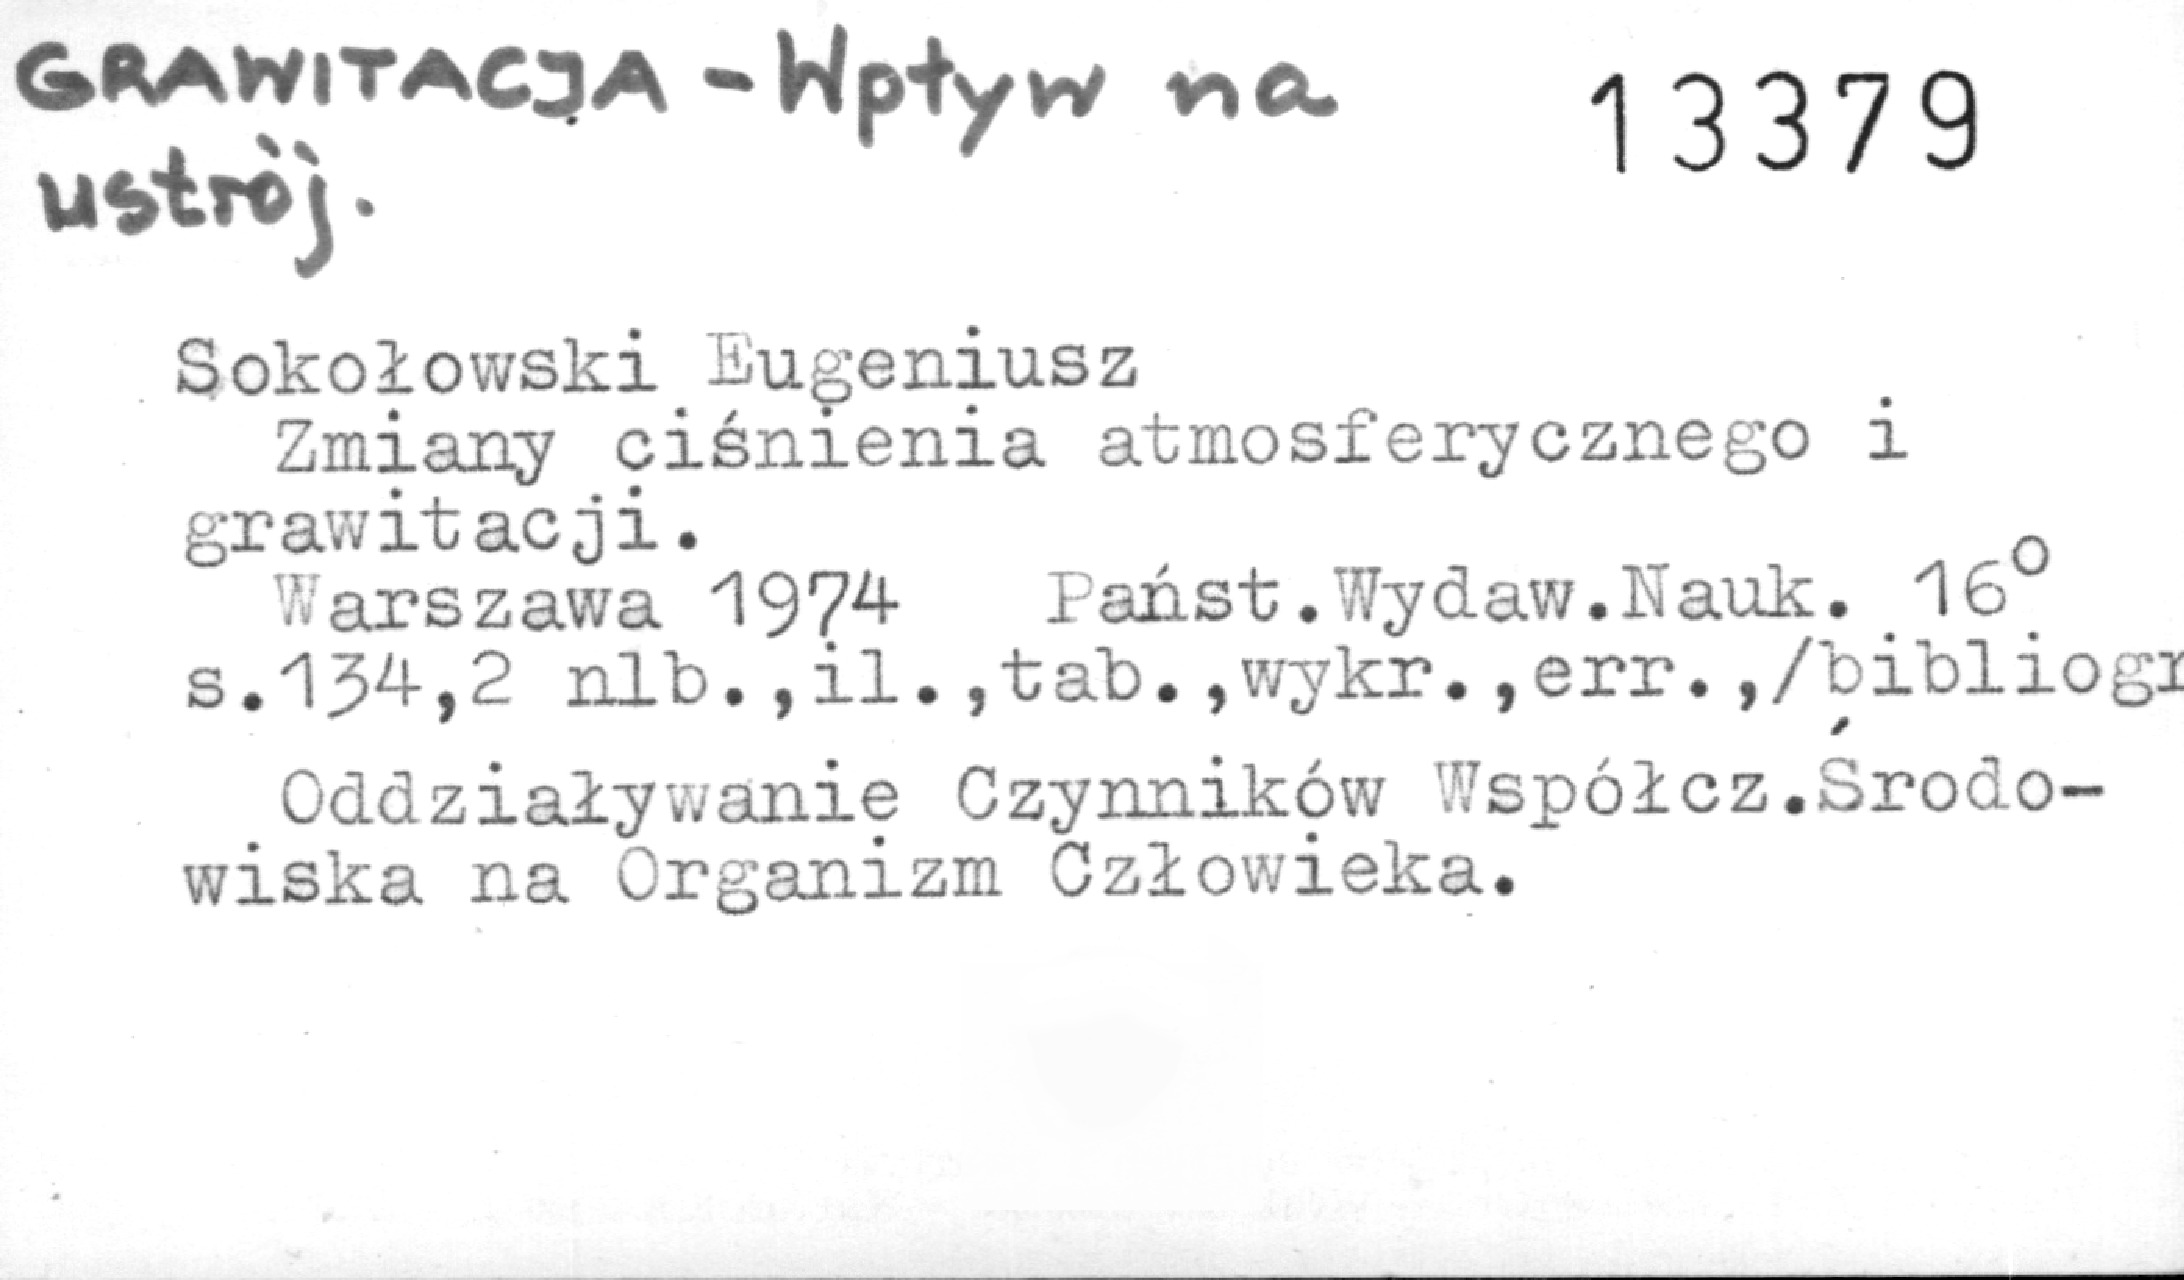 GRAWITACJA - Wpływ na 13379
ustrój.
Sokołowski Eugeniusz
Zmiany ciśnienia atmosferycznego i
grawitacji.
Warszawa 1974 Państ.Wydaw.Nauk. 16°
s.134,2 nlb.,il.,tab.,wykr.,err.,/bibliogr
Oddziaływanie Czynników Współcz.Środo-
wiska na Organizm Człowieka.